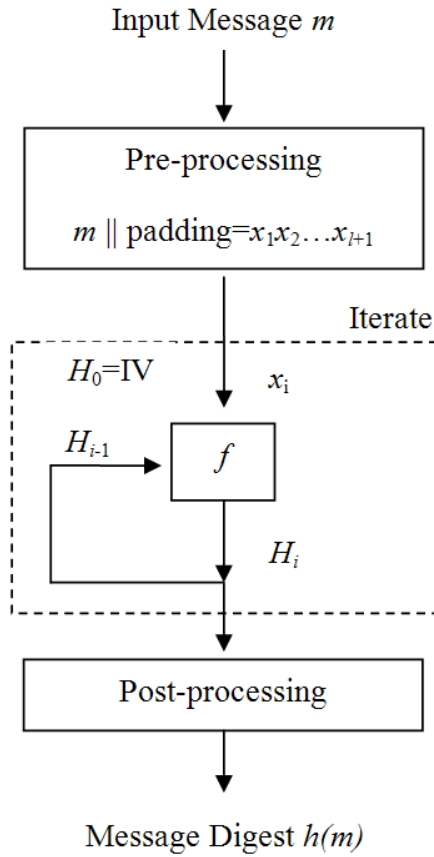 Input Message m
Pre-processing
m || padding=x₁x₂…xₗ₊₁
Iterate
H₀=IV
xᵢ
Hᵢ₋₁
f
Hᵢ
Post-processing
Message Digest h(m)